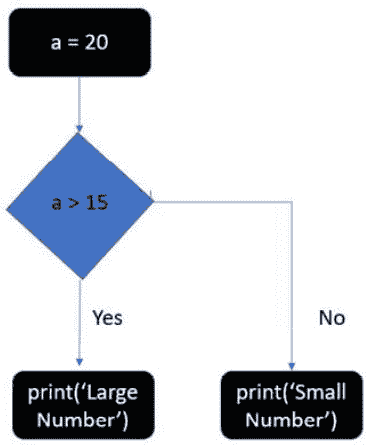 a = 20
a > 15
Yes
No
print(‘Large
Number’)
print(‘Small
Number’)